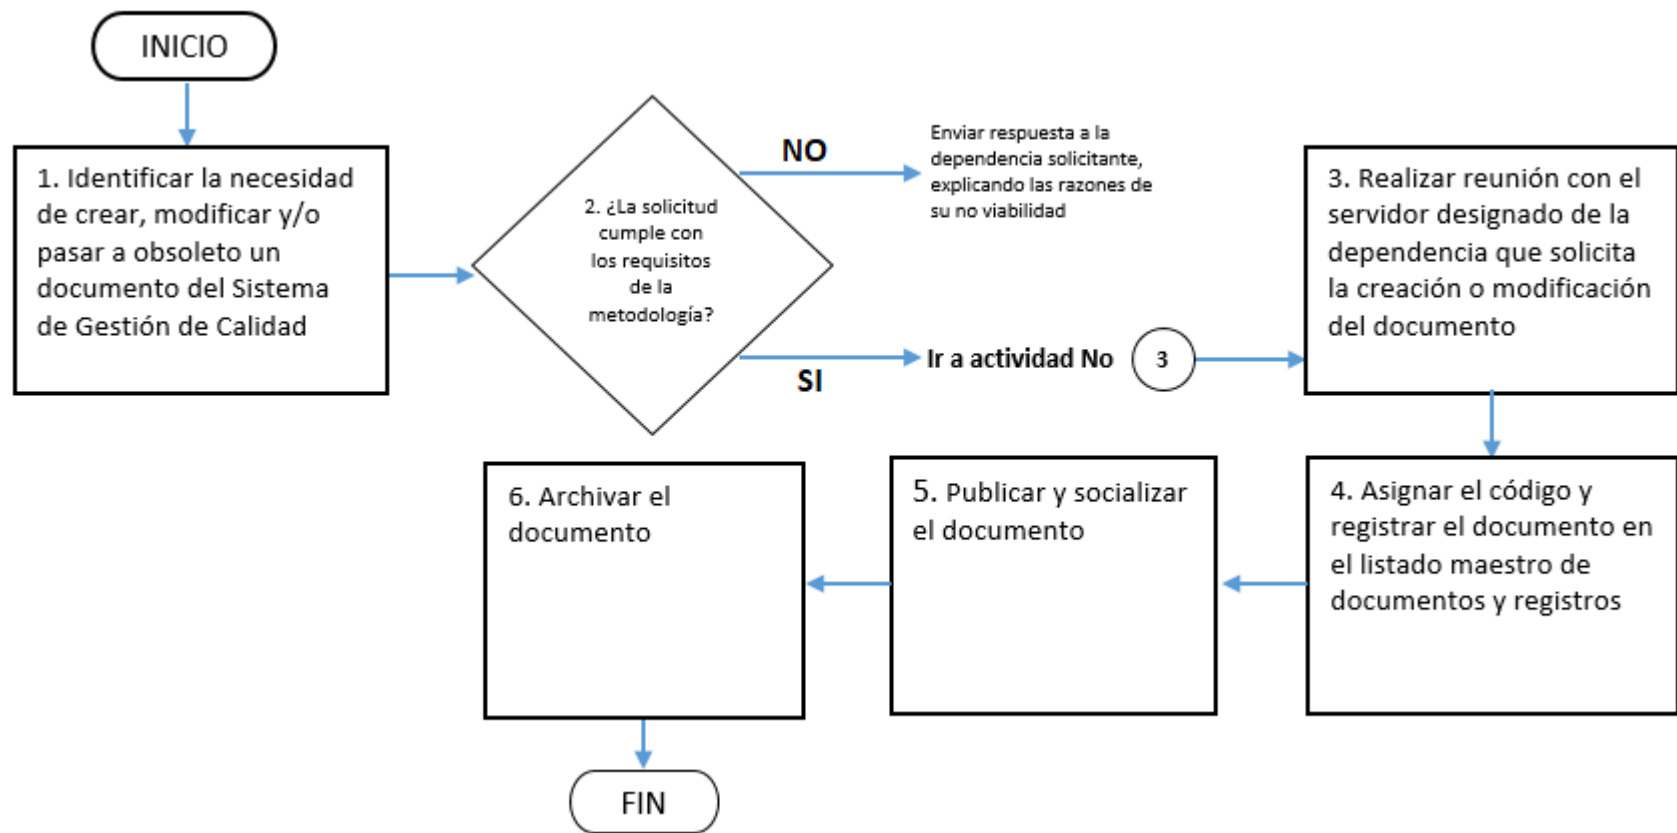 INICIO
1. Identificar la necesidad
de crear, modificar y/o
pasar a obsoleto un
documento del Sistema
de Gestión de Calidad
2. ¿La solicitud
cumple con
los requisitos
de la
metodología?
NO
Enviar respuesta a la
dependencia solicitante,
explicando las razones de
su no viabilidad
SI
Ir a actividad No
3
3. Realizar reunión con el
servidor designado de la
dependencia que solicita
la creación o modificación
del documento
4. Asignar el código y
registrar el documento en
el listado maestro de
documentos y registros
5. Publicar y socializar
el documento
6. Archivar el
documento
FIN